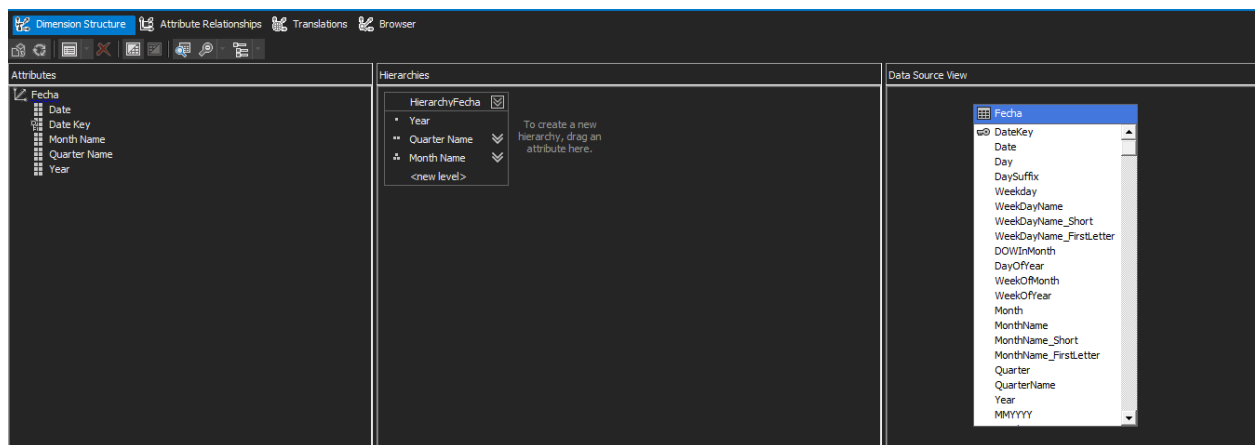 Dimension Structure Attribute Relationships Translations Browser
Attributes
Fecha
Date
Date Key
Month Name
Quarter Name
Year
Hierarchies
HierarchyFecha
Year
Quarter Name
Month Name
<new level>
To create a new
hierarchy, drag an
attribute here.
Data Source View
Fecha
DateKey
Date
Day
DaySuffix
Weekday
WeekDayName
WeekDayName_Short
WeekDayName_FirstLetter
DOWInMonth
DayOfYear
WeekOfMonth
WeekOfYear
Month
MonthName
MonthName_Short
MonthName_FirstLetter
Quarter
QuarterName
Year
MMYYYY